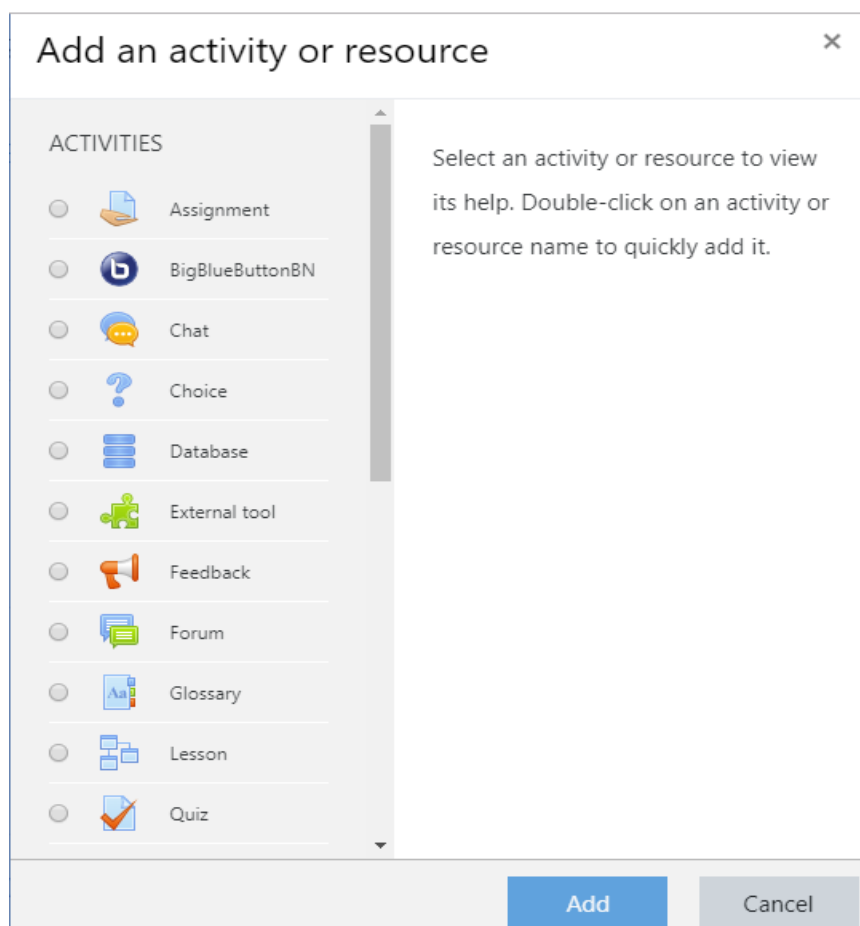 Add an activity or resource
×
ACTIVITIES
Assignment
BigBlueButtonBN
Chat
Choice
Database
External tool
Feedback
Forum
Aa
Glossary
Lesson
Quiz
Select an activity or resource to view
its help. Double-click on an activity or
resource name to quickly add it.
Add
Cancel